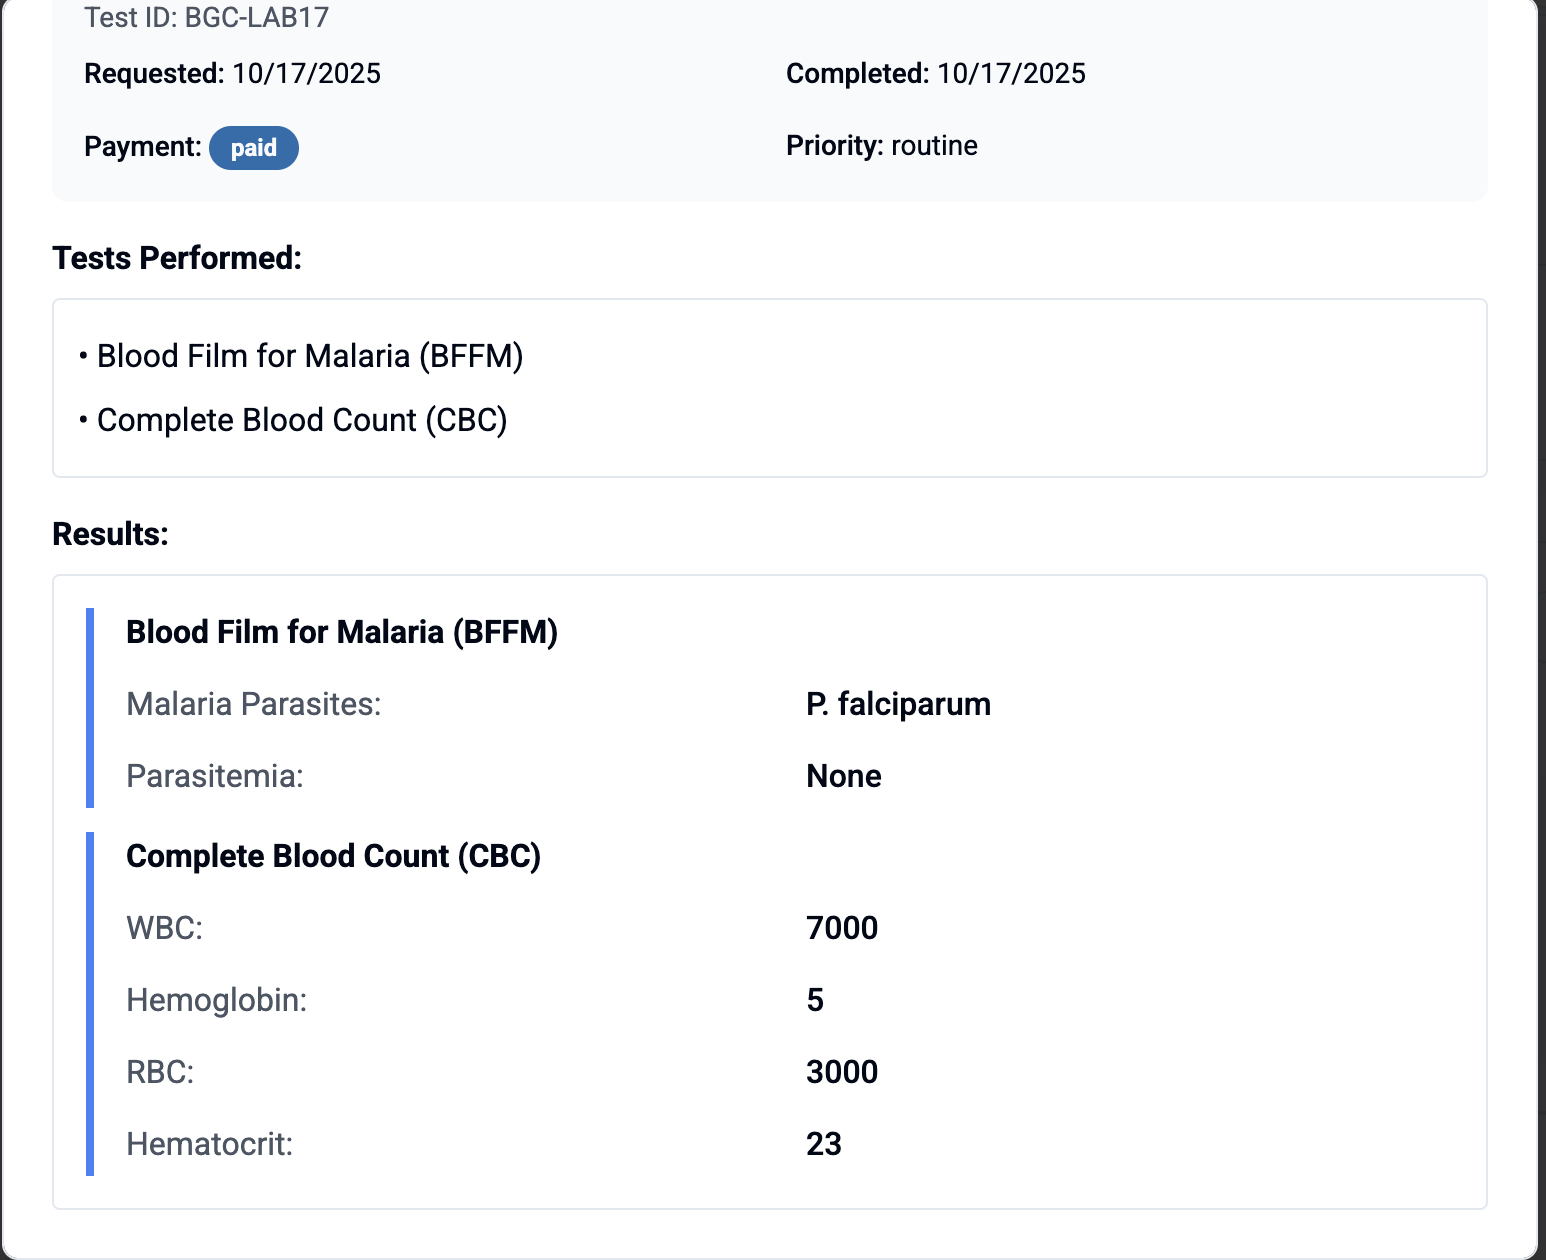 Test ID: BGC-LAB17
Requested: 10/17/2025 Completed: 10/17/2025
Payment: paid Priority: routine
Tests Performed:
• Blood Film for Malaria (BFFM)
• Complete Blood Count (CBC)
Results:
Blood Film for Malaria (BFFM)
Malaria Parasites: P. falciparum
Parasitemia: None
Complete Blood Count (CBC)
WBC: 7000
Hemoglobin: 5
RBC: 3000
Hematocrit: 23